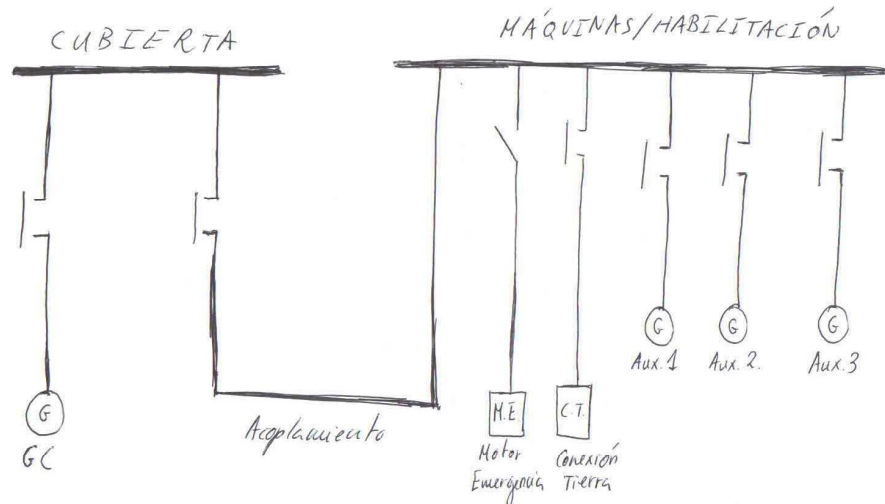 CUBIERTA
MÁQUINAS/HABILITACIÓN
G
GC
Acoplamiento
M.E
Motor
Emergencia
C.T.
Conexión
Tierra
G
Aux.1
G
Aux.2.
G
Aux.3